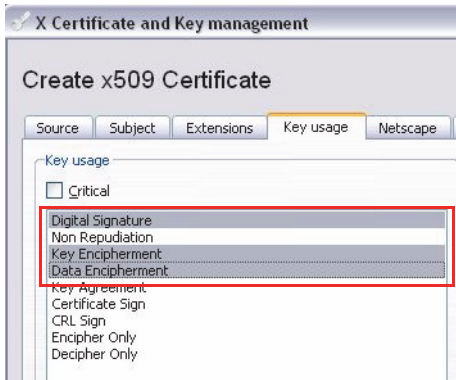 X Certificate and Key management
Create x509 Certificate
Source Subject Extensions Key usage Netscape
Key usage
Critical
Digital Signature
Non Repudiation
Key Encipherment
Data Encipherment
Key Agreement
Certificate Sign
CRL Sign
Encipher Only
Decipher Only